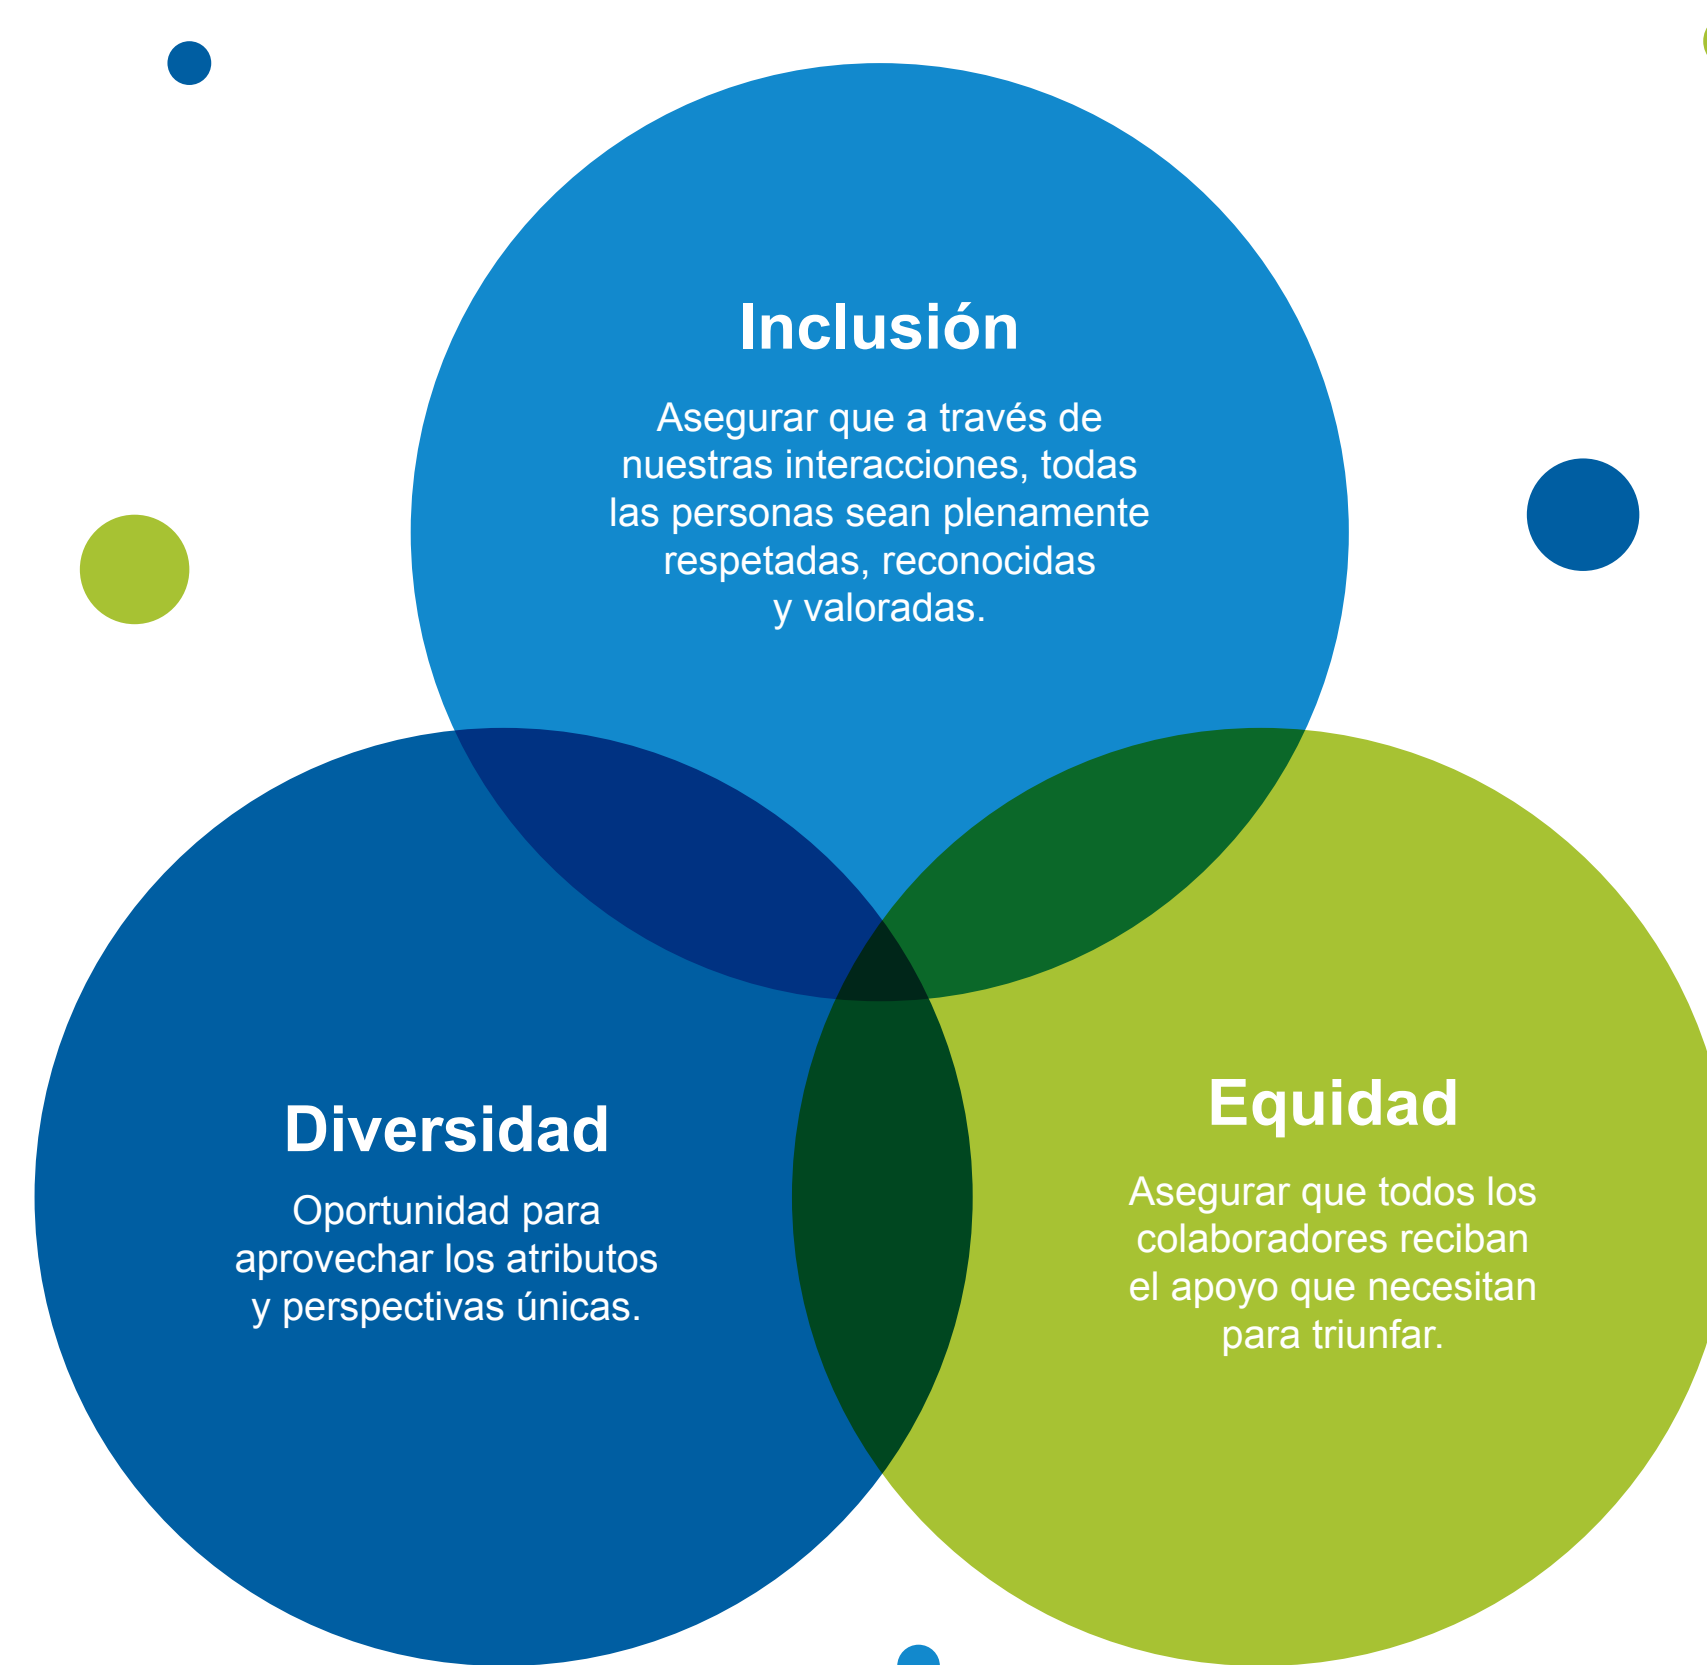 Inclusión
Asegurar que a través de
nuestras interacciones, todas
las personas sean plenamente
respetadas, reconocidas
y valoradas.
Diversidad
Oportunidad para
aprovechar los atributos
y perspectivas únicas.
Equidad
Asegurar que todos los
colaboradores reciban
el apoyo que necesitan
para triunfar.